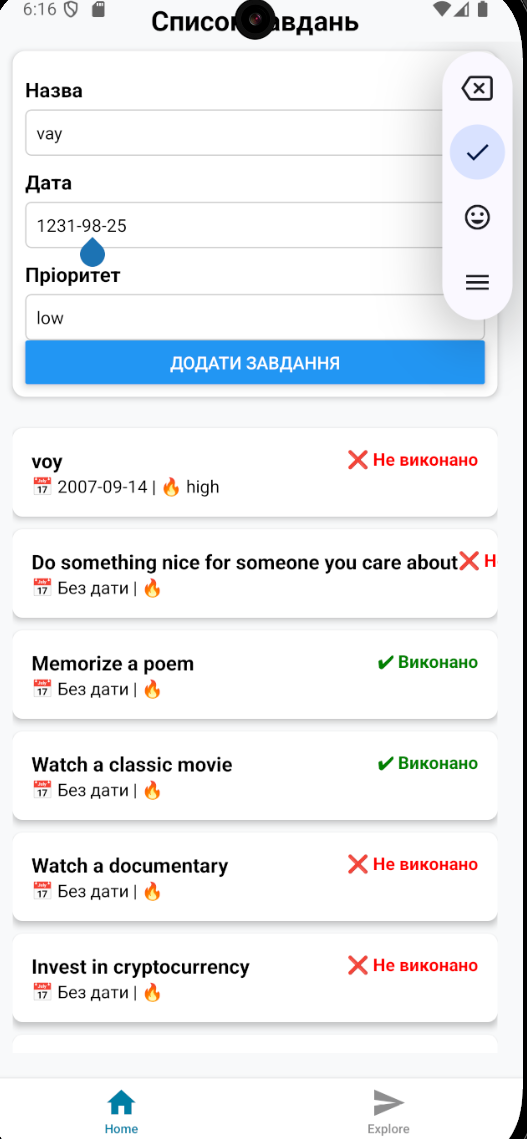 6:16
Список завдань
Назва
vay
Дата
1231-98-25
Пріоритет
low
ДОДАТИ ЗАВДАННЯ
voy
❌ Не виконано
📅 2007-09-14 | 🔥 high
Do something nice for someone you care about ❌ Н
📅 Без дати | 🔥
Memorize a poem
✔ Виконано
📅 Без дати | 🔥
Watch a classic movie
✔ Виконано
📅 Без дати | 🔥
Watch a documentary
❌ Не виконано
📅 Без дати | 🔥
Invest in cryptocurrency
❌ Не виконано
📅 Без дати | 🔥
Home
Explore